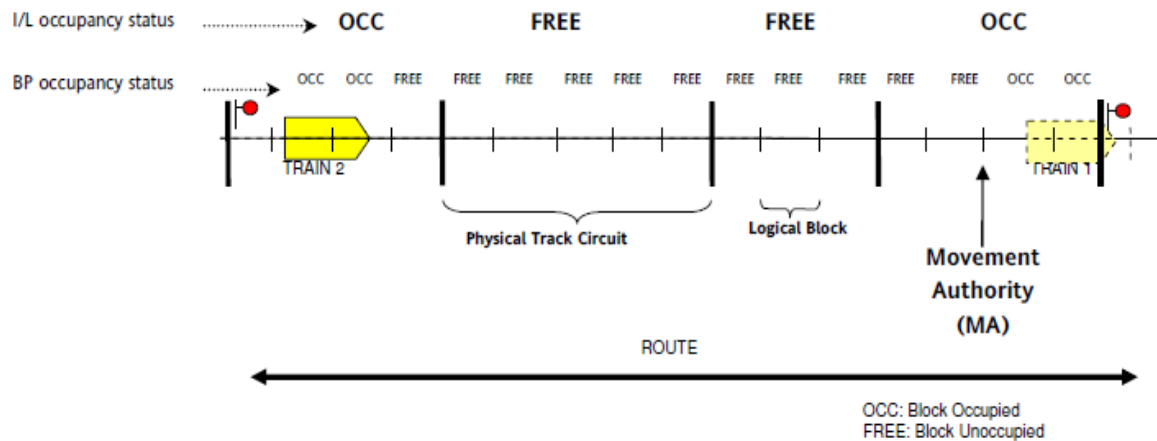 I/L occupancy status OCC FREE FREE OCC
BP occupancy status OCC OCC FREE FREE FREE FREE FREE FREE FREE FREE FREE FREE FREE OCC OCC
TRAIN 2 TRAIN 1
Physical Track Circuit Logical Block
Movement
Authority
(MA)
ROUTE
OCC: Block Occupied
FREE: Block Unoccupied